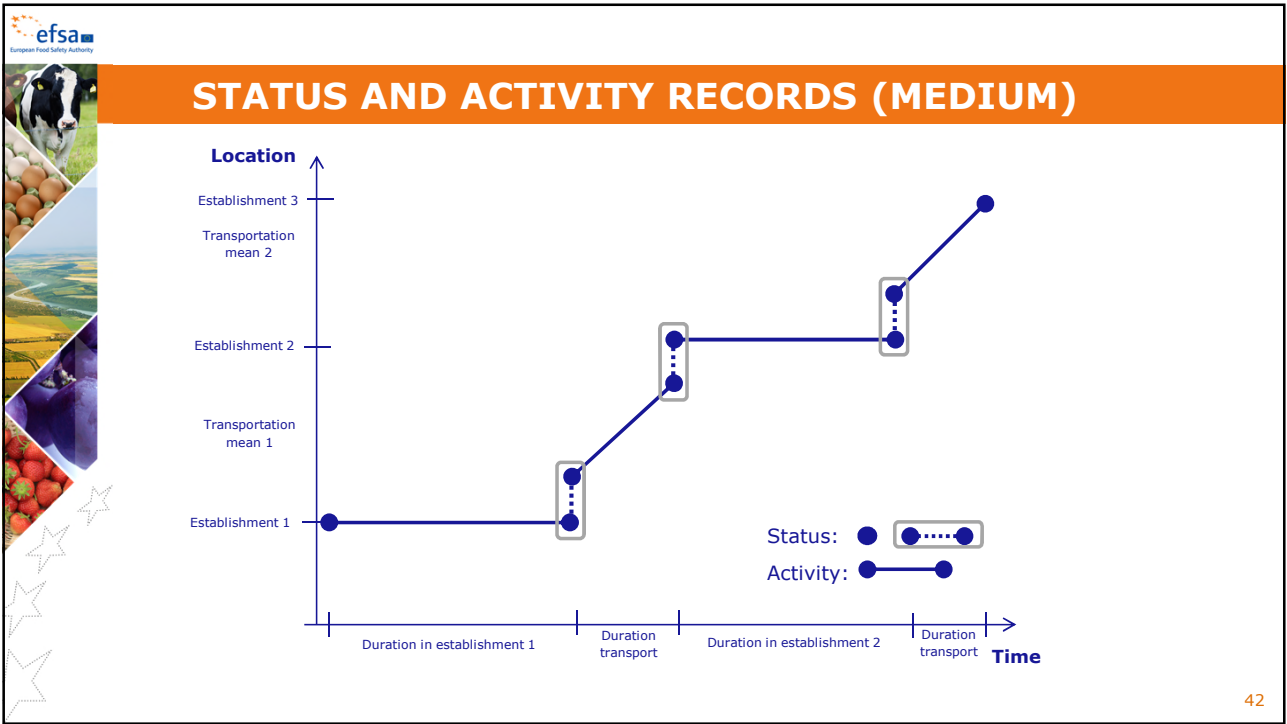 efsa
European Food Safety Authority
STATUS AND ACTIVITY RECORDS (MEDIUM)
Location
Establishment 3
Transportation
mean 2
Establishment 2
Transportation
mean 1
Establishment 1
Status:
Activity:
Duration in establishment 1
Duration
transport
Duration in establishment 2
Duration
transport
Time
42